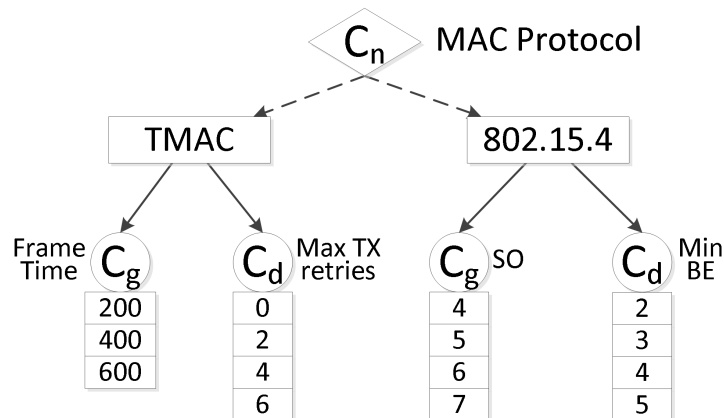 Cn MAC Protocol
TMAC
802.15.4
Frame
Time
Cg
Cd
Max TX
retries
Cg
SO
Cd
Min
BE
200
400
600
0
2
4
6
4
5
6
7
2
3
4
5